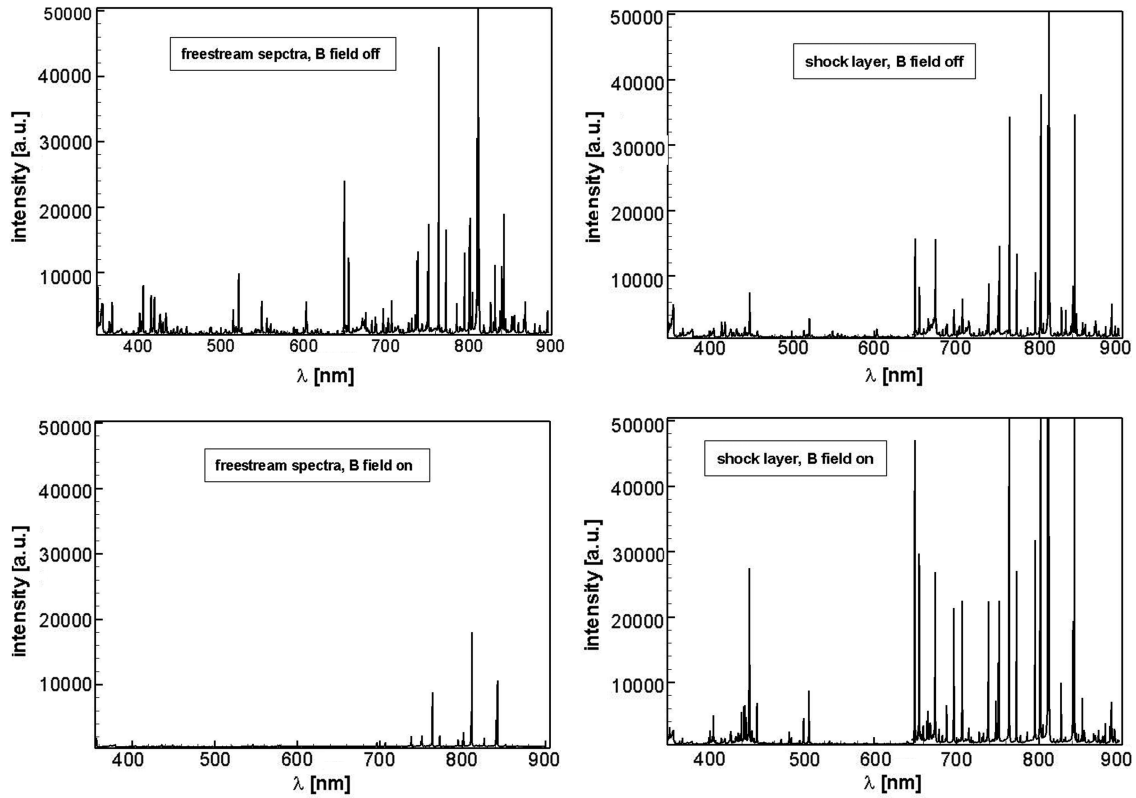 50000
40000
30000
20000
10000
intensity [a.u.]
freestream sepctra, B field off
400 500 600 700 800 900
λ [nm]
50000
40000
30000
20000
10000
intensity [a.u.]
shock layer, B field off
400 500 600 700 800 900
λ [nm]
50000
40000
30000
20000
10000
intensity [a.u.]
freestream spectra, B field on
400 500 600 700 800 900
λ [nm]
50000
40000
30000
20000
10000
intensity [a.u.]
shock layer, B field on
400 600 700 800 900
λ [nm]